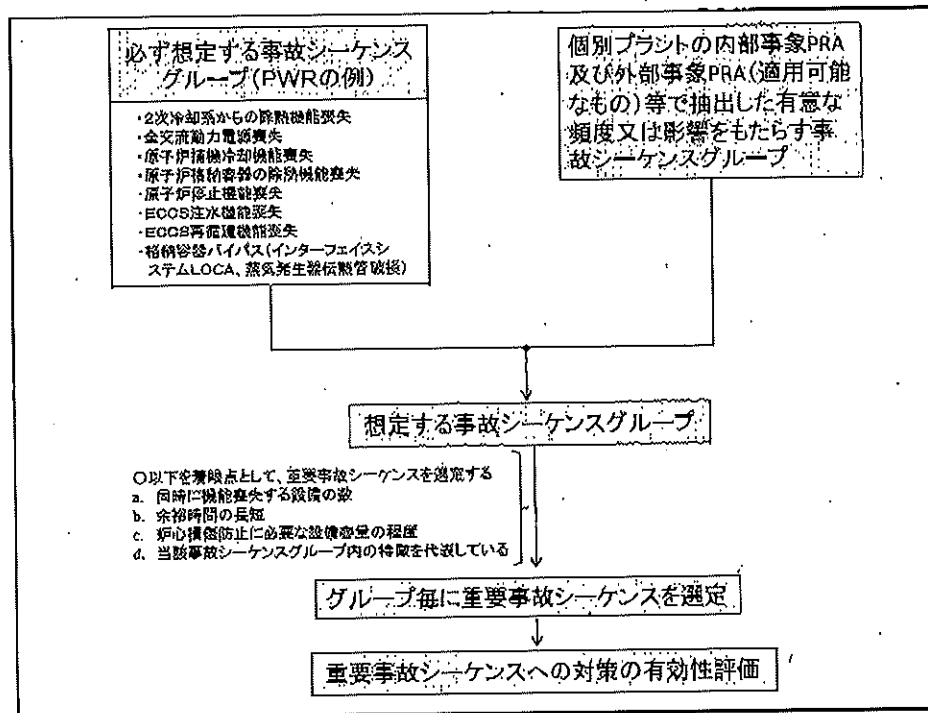 必ず想定する事故シーケンス
グループ(PWRの例)
・2次冷却系からの除熱機能喪失
・全交流動力電源喪失
・原子炉補機冷却機能喪失
・原子炉格納容器の除熱機能喪失
・原子炉停止機能喪失
・ECCS注水機能喪失
・ECCS再循環機能喪失
・格納容器バイパス(インターフェイスシ
ステムLOCA、蒸気発生器伝熱管破損)
個別プラントの内部事象PRA
及び外部事象PRA(適用可能
なもの)等で抽出した有意な
頻度又は影響をもたらす事
故シーケンスグループ
想定する事故シーケンスグループ
○以下を着眼点として、重要事故シーケンスを選定する
a. 同時に機能喪失する設備の数
b. 余裕時間の長短
c. 炉心損傷防止に必要な設備容量の程度
d. 当該事故シーケンスグループ内の特徴を代表している
グループ毎に重要事故シーケンスを選定
重要事故シーケンスへの対策の有効性評価